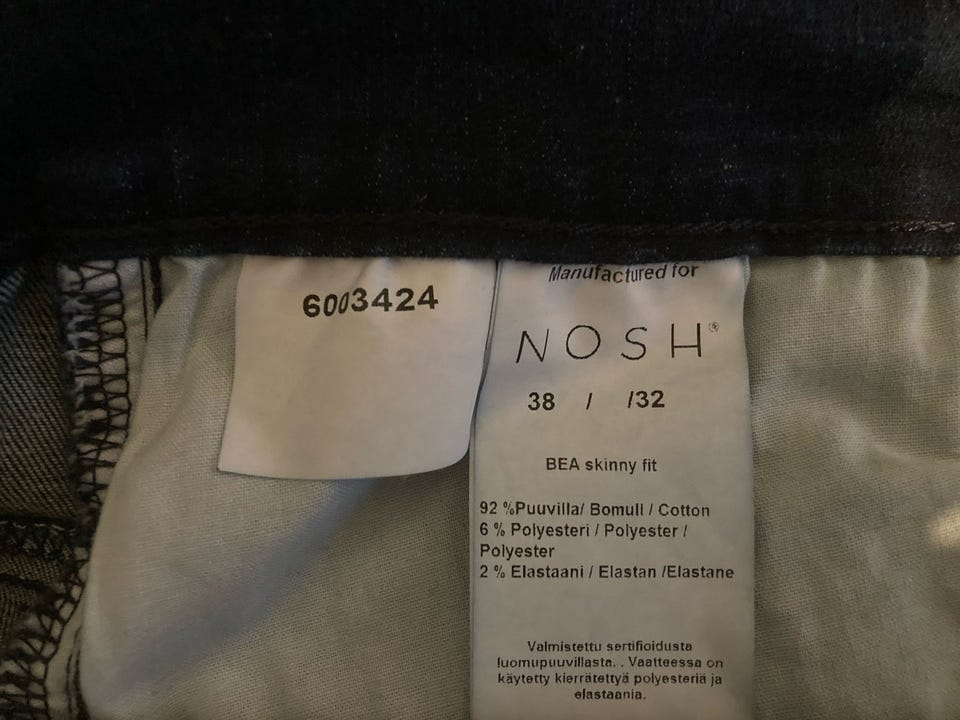 6003424
Manufactured for
NOSH®
38 / /32
BEA skinny fit
92 %Puuvilla/ Bomull / Cotton
6 % Polyesteri / Polyester /
Polyester
2 % Elastaani / Elastan /Elastane
Valmistettu sertifioidusta
luomupuuvillasta. . Vaatteessa on
käytetty kierrätettyä polyesteriä ja
elastaania.